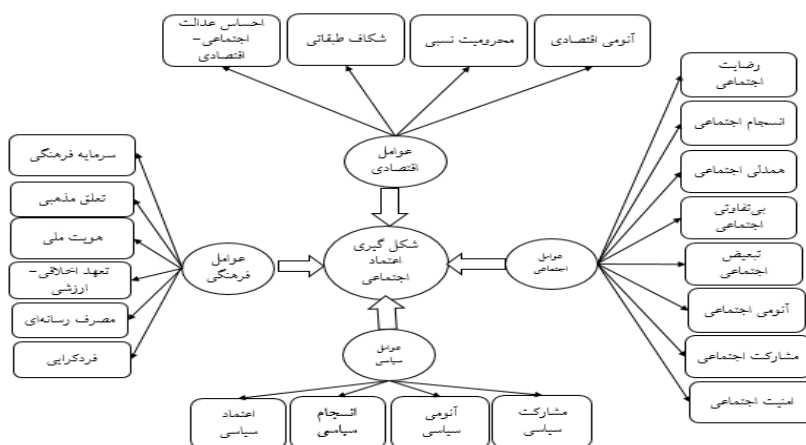 احساس عدالت
اجتماعی–
اقتصادی
شکاف طبقاتی
محرومیت نسبی
آنومی اقتصادی
عوامل
اقتصادی
رضایت
اجتماعی
انسجام اجتماعی
همدلی اجتماعی
بی‌تفاوتی
اجتماعی
تبعیض
اجتماعی
آنومی اجتماعی
مشارکت اجتماعی
امنیت اجتماعی
عوامل
اجتماعی
شکل گیری
اعتماد
اجتماعی
عوامل
فرهنگی
سرمایه فرهنگی
تعلق مذهبی
هویت ملی
تعهد اخلاقی–
ارزشی
مصرف رسانه‌ای
فردکرایی
عوامل
سیاسی
مشارکت
سیاسی
آنومی
سیاسی
انسجام
سیاسی
اعتماد
سیاسی